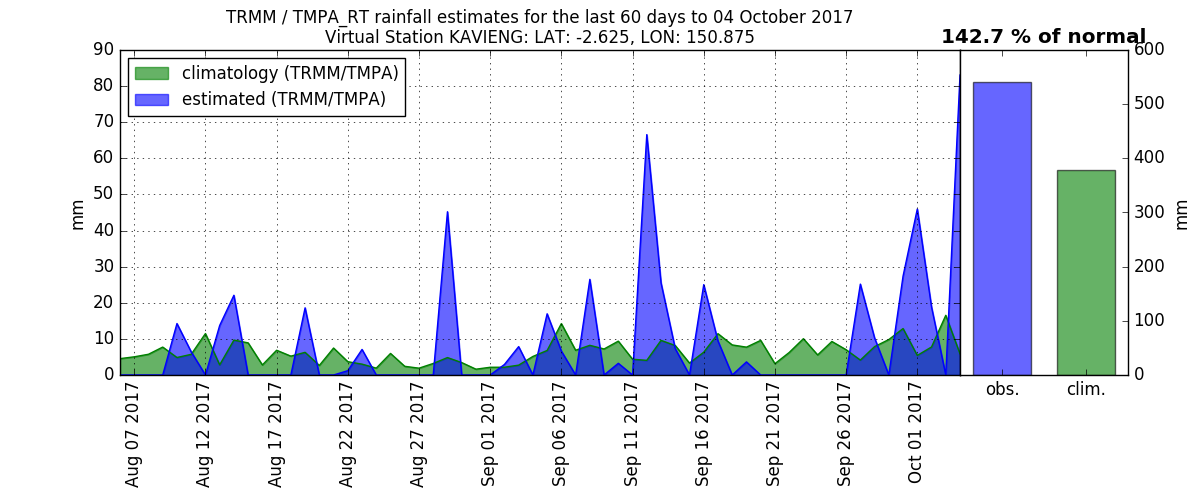 TRMM / TMPA_RT rainfall estimates for the last 60 days to 04 October 2017
Virtual Station KAVIENG: LAT: -2.625, LON: 150.875
142.7 % of normal
climatology (TRMM/TMPA)
estimated (TRMM/TMPA)
90
80
70
60
50
40
30
20
10
0
mm
Aug 07 2017
Aug 12 2017
Aug 17 2017
Aug 22 2017
Aug 27 2017
Sep 01 2017
Sep 06 2017
Sep 11 2017
Sep 16 2017
Sep 21 2017
Sep 26 2017
Oct 01 2017
obs.
clim.
600
500
400
300
200
100
0
mm